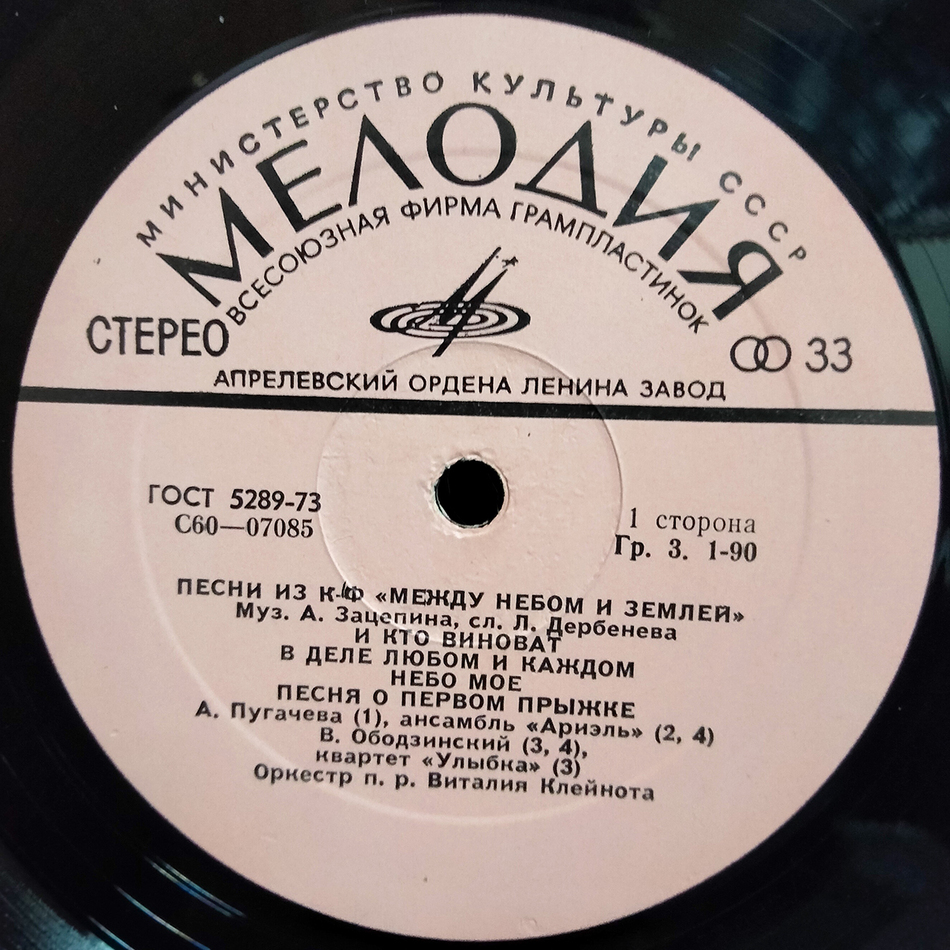 МИНИСТЕРСТВО КУЛЬТУРЫ СССР
МЕЛОДИЯ
ВСЕСОЮЗНАЯ ФИРМА ГРАМПЛАСТИНОК
СТЕРЕО
33
АПРЕЛЕВСКИЙ ОРДЕНА ЛЕНИНА ЗАВОД
ГОСТ 5289-73
С60—07085
1 сторона
Гр. 3. 1-90
ПЕСНИ ИЗ К-Ф «МЕЖДУ НЕБОМ И ЗЕМЛЕЙ»
Муз. А. Зацепина, сл. Л. Дербенева
И КТО ВИНОВАТ
В ДЕЛЕ ЛЮБОМ И КАЖДОМ
НЕБО МОЕ
ПЕСНЯ О ПЕРВОМ ПРЫЖКЕ
А. Пугачева (1), ансамбль «Ариэль» (2, 4)
В. Ободзинский (3, 4),
квартет «Улыбка» (3)
Оркестр п. р. Виталия Клейнота